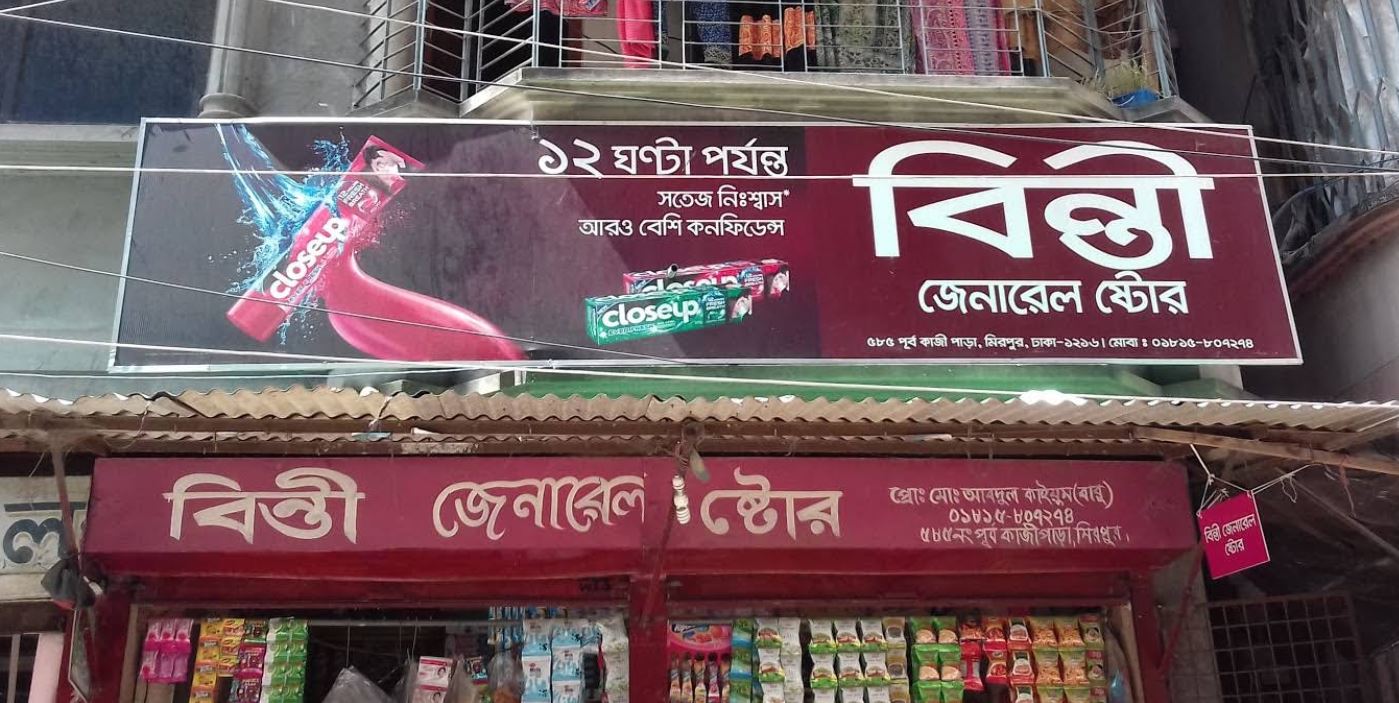 ১২ ঘণ্টা পর্যন্ত
সতেজ নিঃশ্বাস*
আরও বেশি কনফিডেন্স
closeup
closeup
closeup
বিন্তী
জেনারেল ষ্টোর
৫৮৫ পূর্ব কাজী পাড়া, মিরপুর, ঢাকা-১২১৬। মোবা ঃ ০১৮১৫-৮০৭২৭৪
বিন্তী জেনারেল ষ্টোর
প্রোঃ মোঃ আবদুল কাইয়ুম(বাবু)
০১৮১৫-৮০৭২৭৪
৫৮৫নং পূর্ব কাজীপাড়া, মিরপুর,
বিন্তী জেনারেল
ষ্টোর